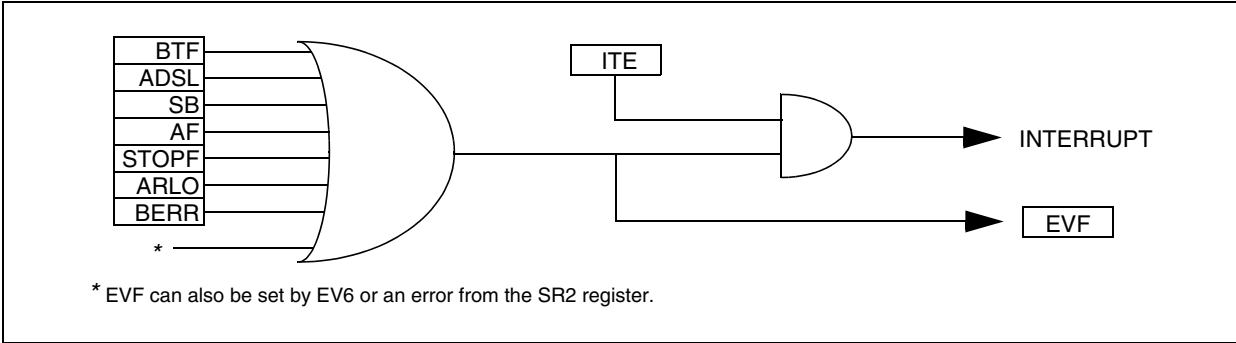 BTF
ADSL
SB
AF
STOPF
ARLO
BERR
*
ITE
INTERRUPT
EVF
* EVF can also be set by EV6 or an error from the SR2 register.